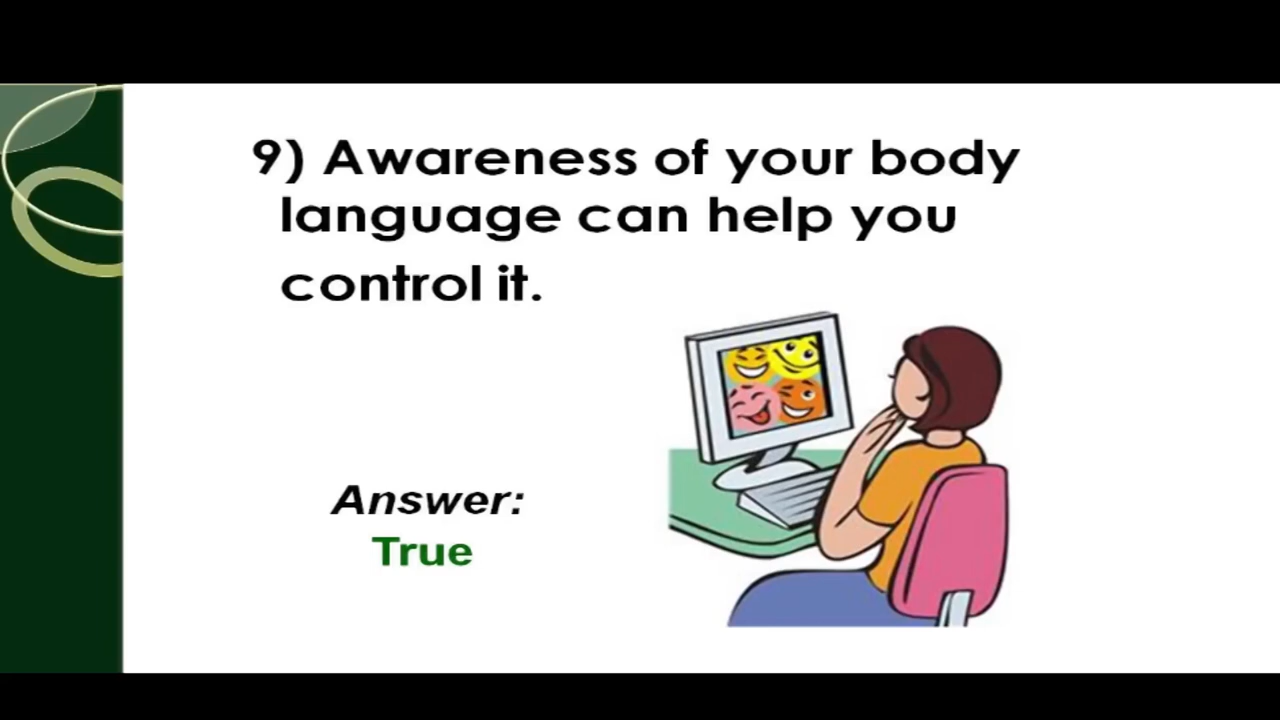 9) Awareness of your body
language can help you
control it.
Answer:
True